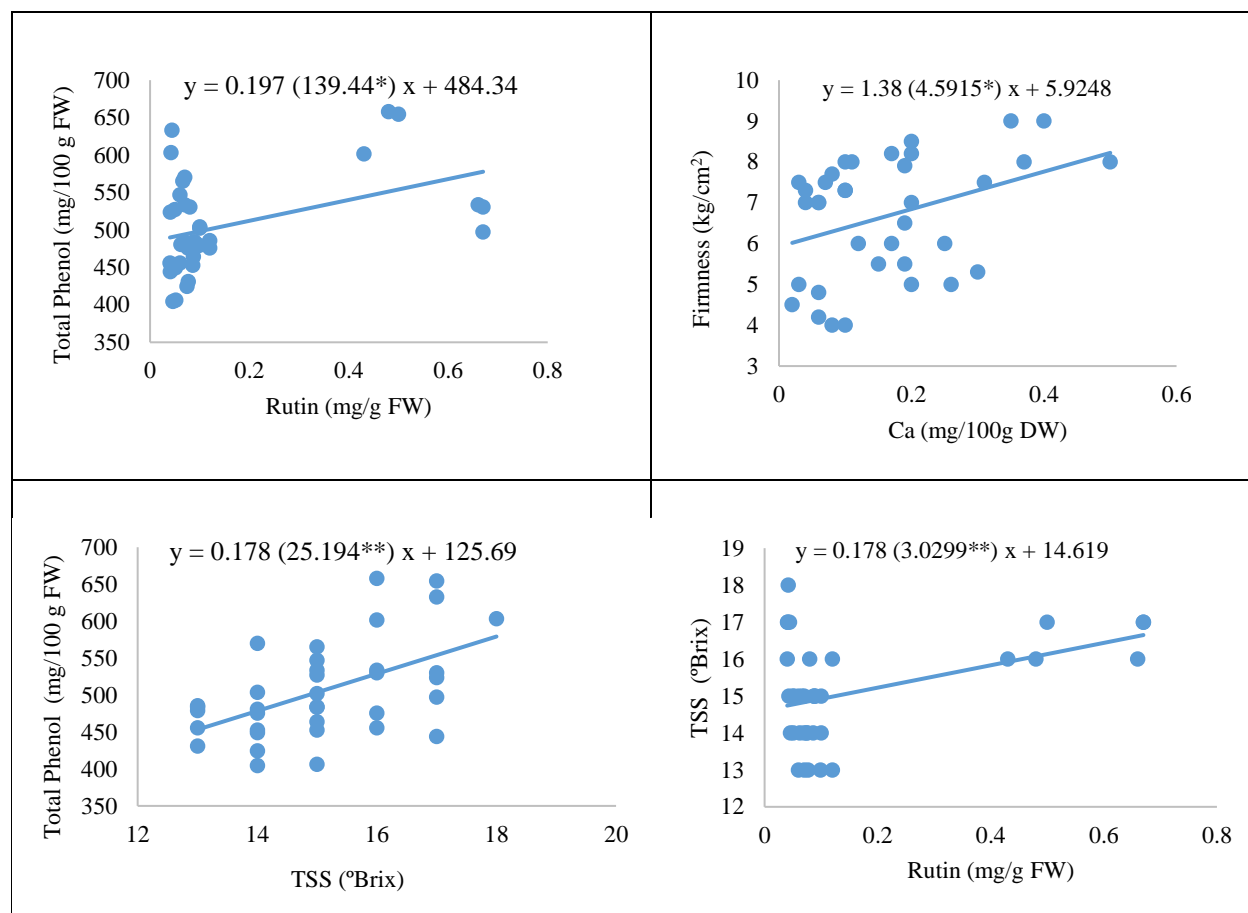 y = 0.197 (139.44*) x + 484.34
Total Phenol (mg/100 g FW)
700
650
600
550
500
450
400
350
0 0.2 0.4 0.6 0.8
Rutin (mg/g FW)
y = 1.38 (4.5915*) x + 5.9248
Firmness (kg/cm²)
10
9
8
7
6
5
4
3
0 0.2 0.4 0.6
Ca (mg/100g DW)
y = 0.178 (25.194**) x + 125.69
Total Phenol (mg/100 g FW)
700
650
600
550
500
450
400
350
12 14 16 18 20
TSS (ºBrix)
y = 0.178 (3.0299**) x + 14.619
TSS (ºBrix)
19
18
17
16
15
14
13
12
0 0.2 0.4 0.6 0.8
Rutin (mg/g FW)